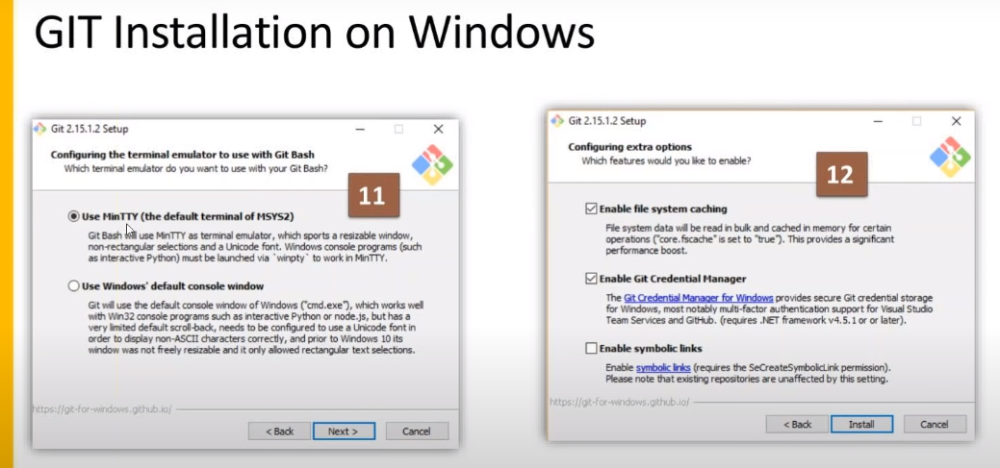 GIT Installation on Windows
Git 2.15.1.2 Setup
Configuring the terminal emulator to use with Git Bash
Which terminal emulator do you want to use with your Git Bash?
11
Use MinTTY (the default terminal of MSYS2)
Git Bash will use MinTTY as terminal emulator, which sports a resizable window,
non-rectangular selections and a Unicode font. Windows console programs (such
as interactive Python) must be launched via `winpty` to work in MinTTY.
Use Windows' default console window
Git will use the default console window of Windows ("cmd.exe"), which works well
with Win32 console programs such as interactive Python or node.js, but has a
very limited default scroll-back, needs to be configured to use a Unicode font in
order to display non-ASCII characters correctly, and prior to Windows 10 its
window was not freely resizable and it only allowed rectangular text selections.
https://git-for-windows.github.io/
< Back
Next >
Cancel
Git 2.15.1.2 Setup
Configuring extra options
Which features would you like to enable?
12
Enable file system caching
File system data will be read in bulk and cached in memory for certain
operations ("core.fscache" is set to "true"). This provides a significant
performance boost.
Enable Git Credential Manager
The Git Credential Manager for Windows provides secure Git credential storage
for Windows, most notably multi-factor authentication support for Visual Studio
Team Services and GitHub. (requires .NET framework v4.5.1 or or later).
Enable symbolic links
Enable symbolic links (requires the SeCreateSymbolicLink permission).
Please note that existing repositories are unaffected by this setting.
https://git-for-windows.github.io/
< Back
Install
Cancel